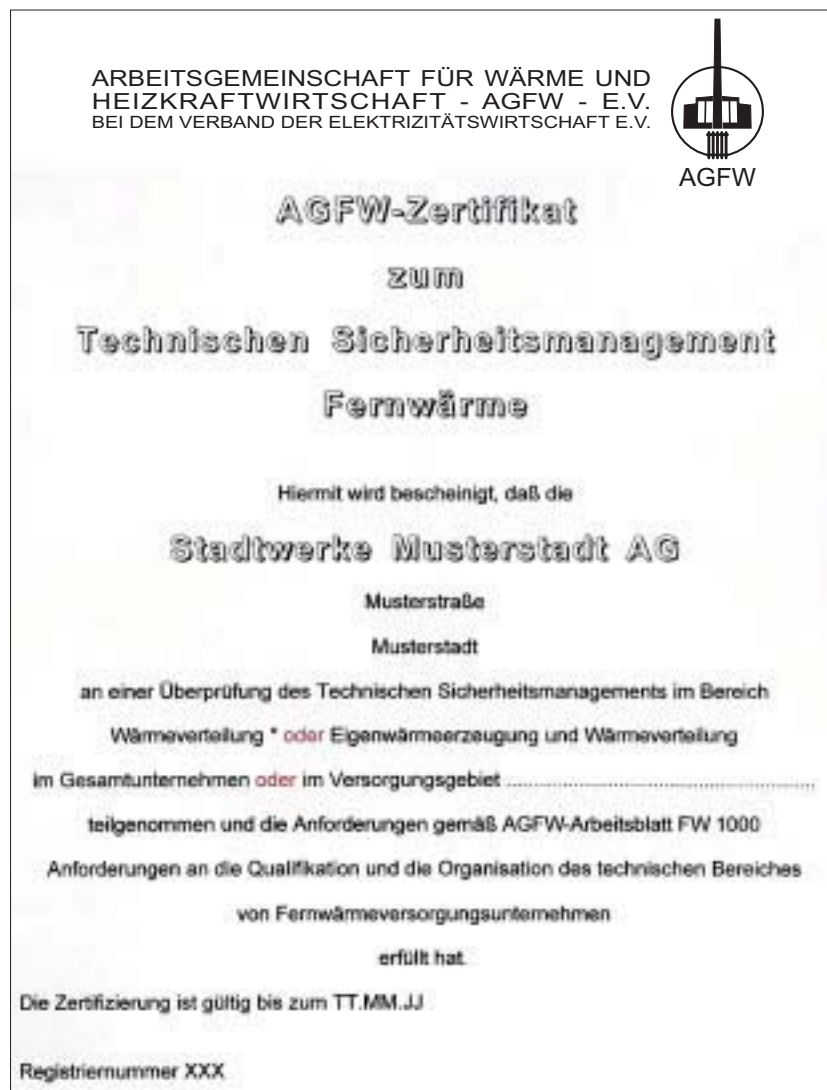 ARBEITSGEMEINSCHAFT FÜR WÄRME UND
HEIZKRAFTWIRTSCHAFT - AGFW - E.V.
BEI DEM VERBAND DER ELEKTRIZITÄTSWIRTSCHAFT E.V.
AGFW
AGFW-Zertifikat
zum
Technischen Sicherheitsmanagement
Fernwärme
Hiermit wird bescheinigt, daß die
Stadtwerke Musterstadt AG
Musterstraße
Musterstadt
an einer Überprüfung des Technischen Sicherheitsmanagements im Bereich
Wärmeverteilung * oder Eigenwärmeerzeugung und Wärmeverteilung
im Gesamtunternehmen oder im Versorgungsgebiet ........................................................
teilgenommen und die Anforderungen gemäß AGFW-Arbeitsblatt FW 1000
Anforderungen an die Qualifikation und die Organisation des technischen Bereiches
von Fernwärmeversorgungsunternehmen
erfüllt hat.
Die Zertifizierung ist gültig bis zum TT.MM.JJ
Registriernummer XXX